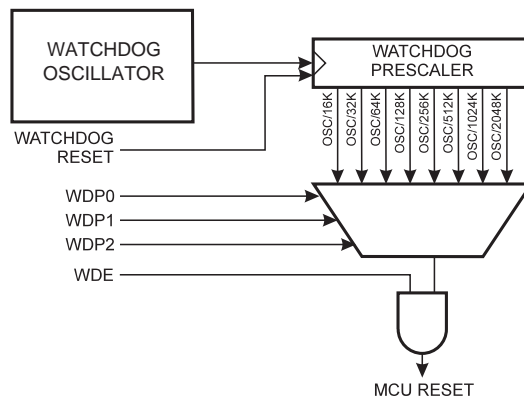 WATCHDOG
OSCILLATOR
WATCHDOG
PRESCALER
WATCHDOG
RESET
OSC/16K
OSC/32K
OSC/64K
OSC/128K
OSC/256K
OSC/512K
OSC/1024K
OSC/2048K
WDP0
WDP1
WDP2
WDE
MCU RESET